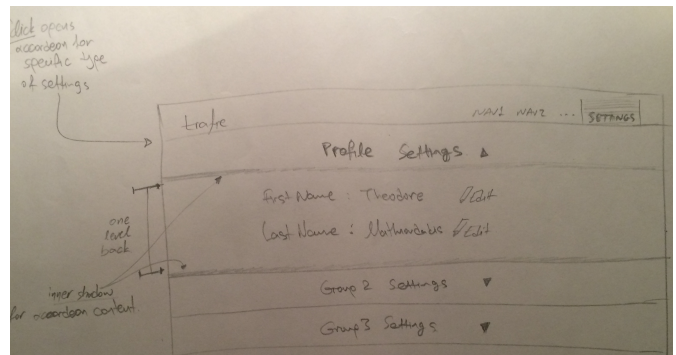 Click opens
accordeon for
specific type
of settings
trafre
NAV1 NAV2 ... SETTINGS
Profile Settings ▲
First Name : Theodore Edit
Last Name : Edit
one
level
back
inner shadow
for accordeon content
Group 2 Settings ▼
Group 3 Settings ▼